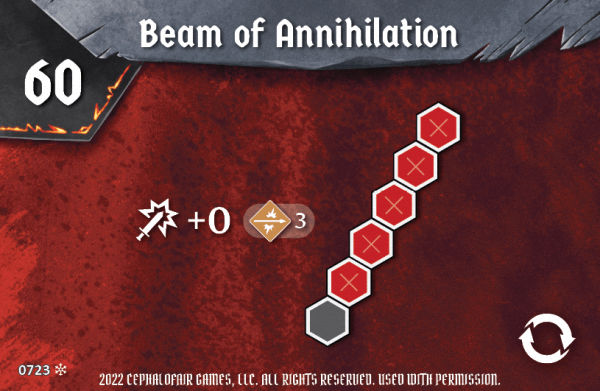 Beam of Annihilation
60
+0 3
0723
2022 CEPHALOFAIR GAMES, LLC. ALL RIGHTS RESERVED. USED WITH PERMISSION.